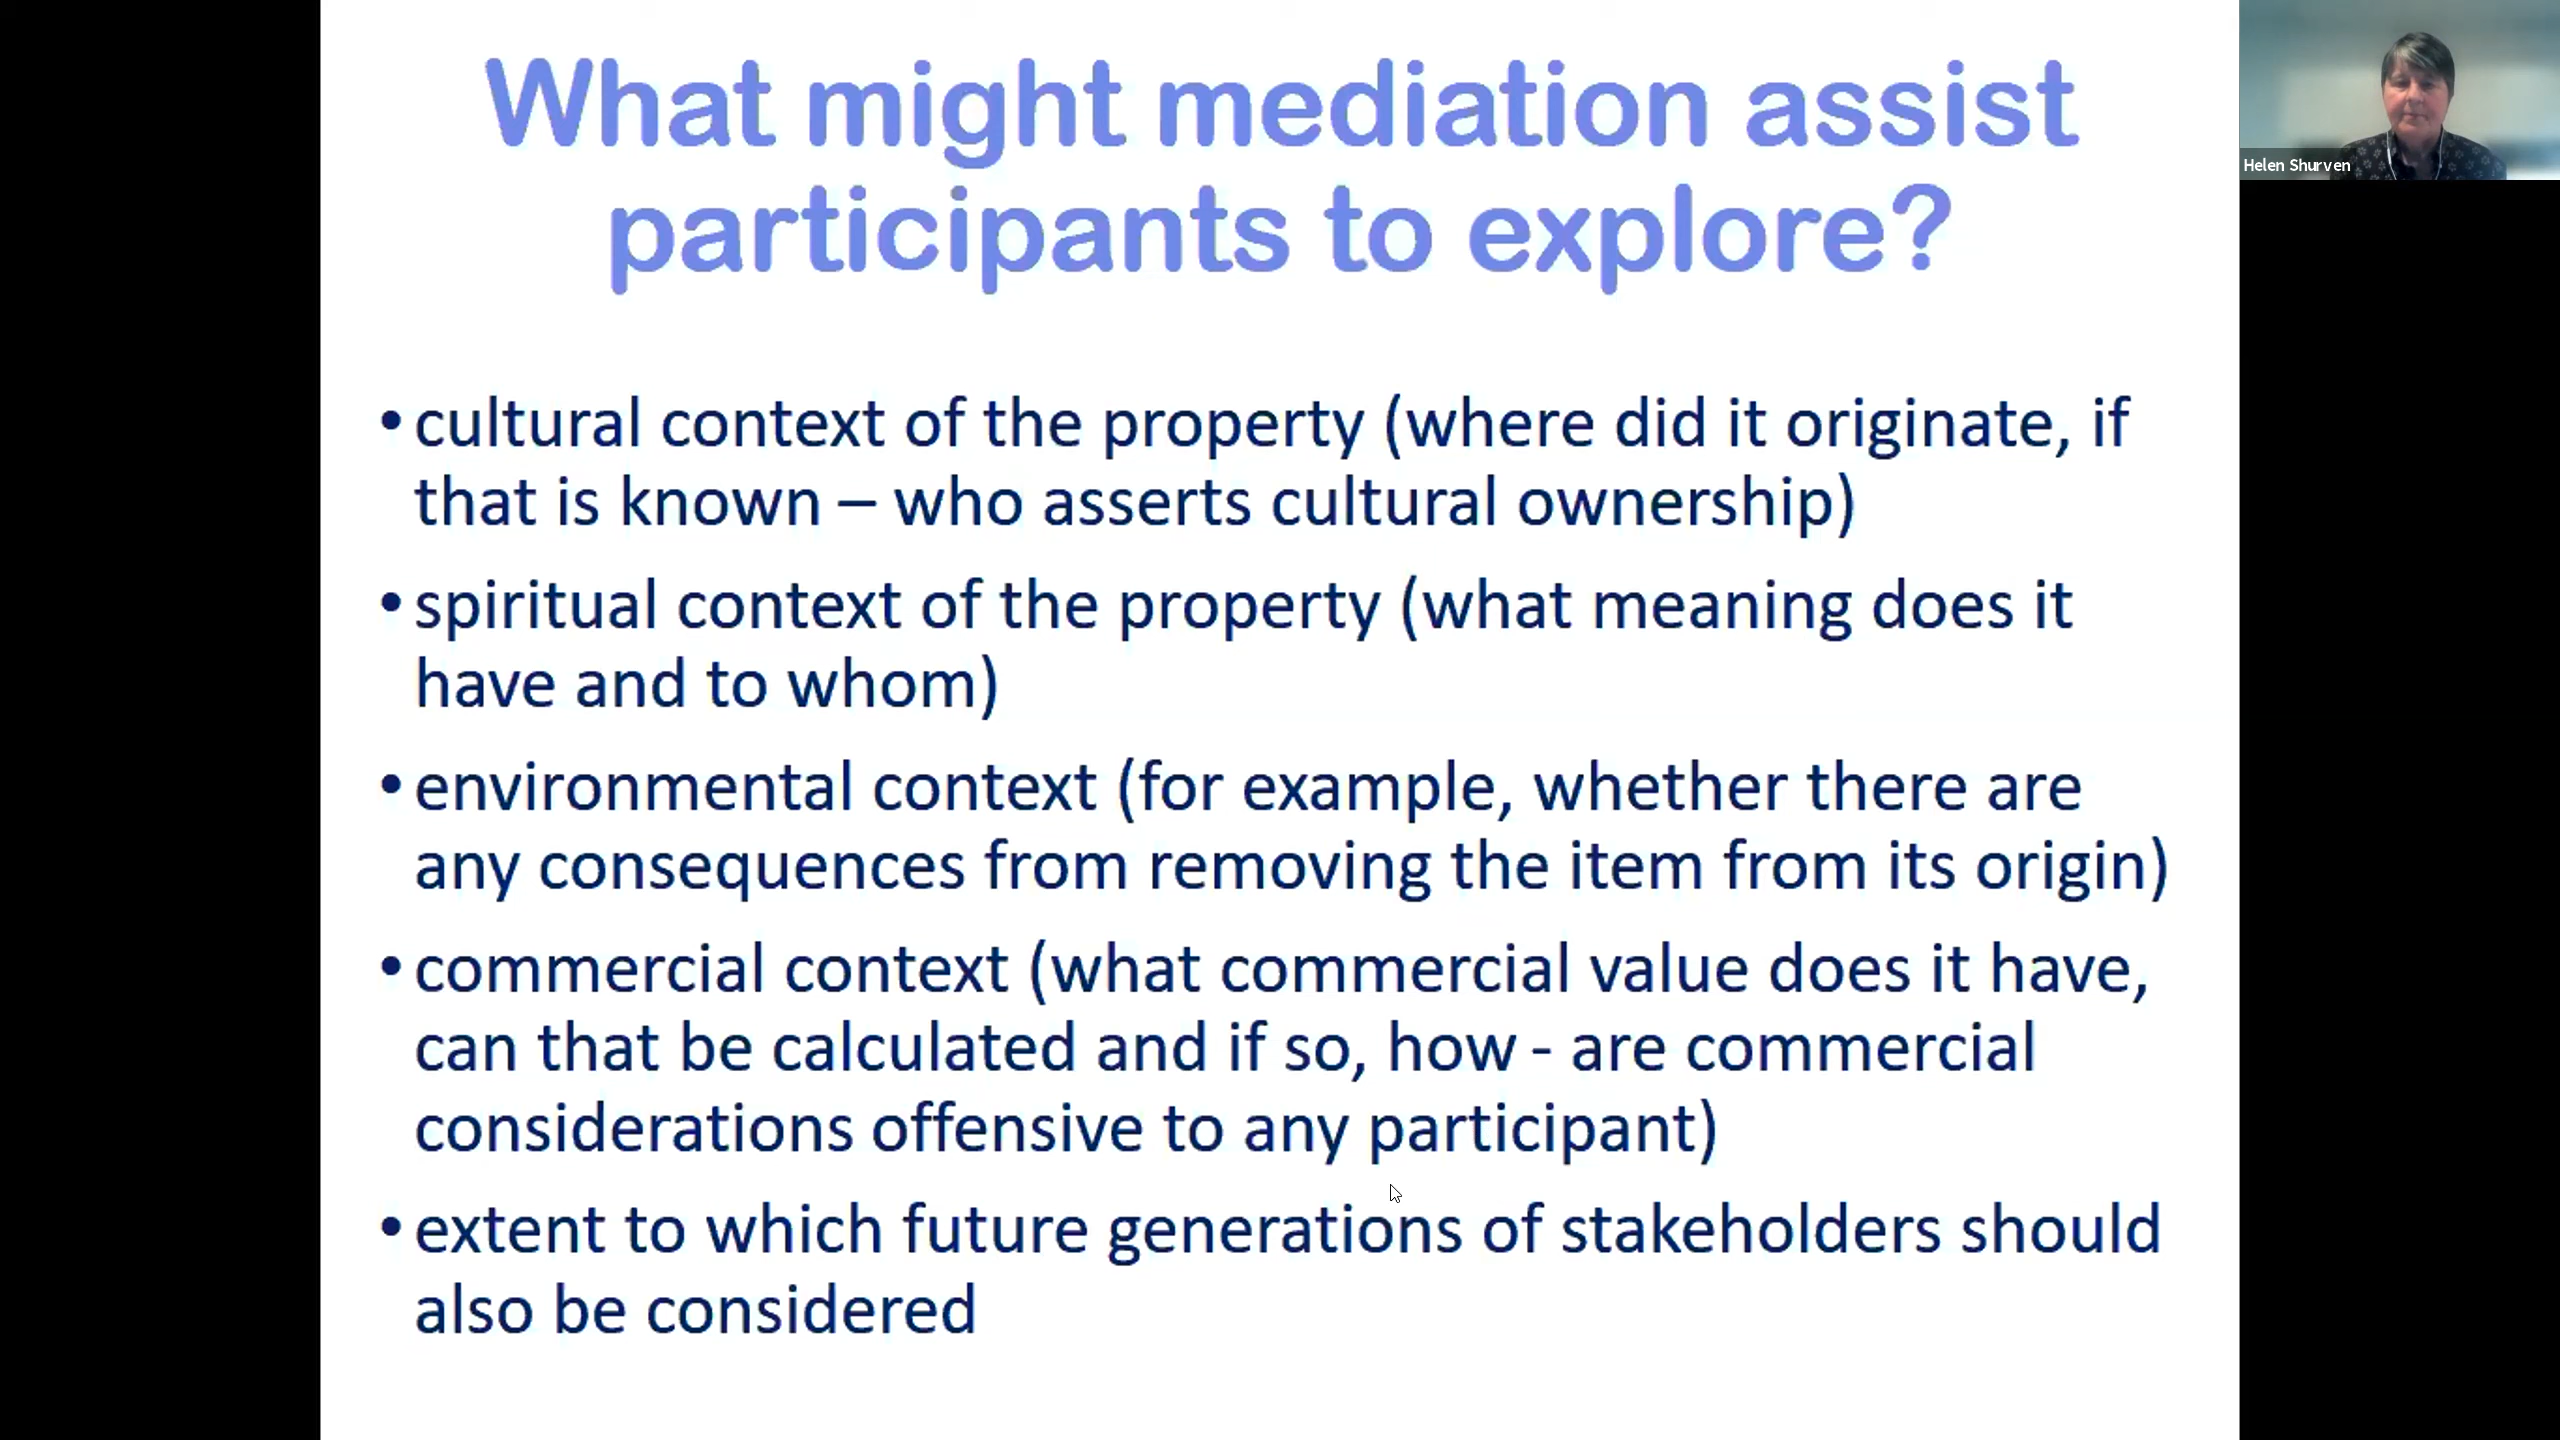 What might mediation assist
participants to explore?
Helen Shurven
• cultural context of the property (where did it originate, if
that is known – who asserts cultural ownership)
• spiritual context of the property (what meaning does it
have and to whom)
• environmental context (for example, whether there are
any consequences from removing the item from its origin)
• commercial context (what commercial value does it have,
can that be calculated and if so, how - are commercial
considerations offensive to any participant)
• extent to which future generations of stakeholders should
also be considered